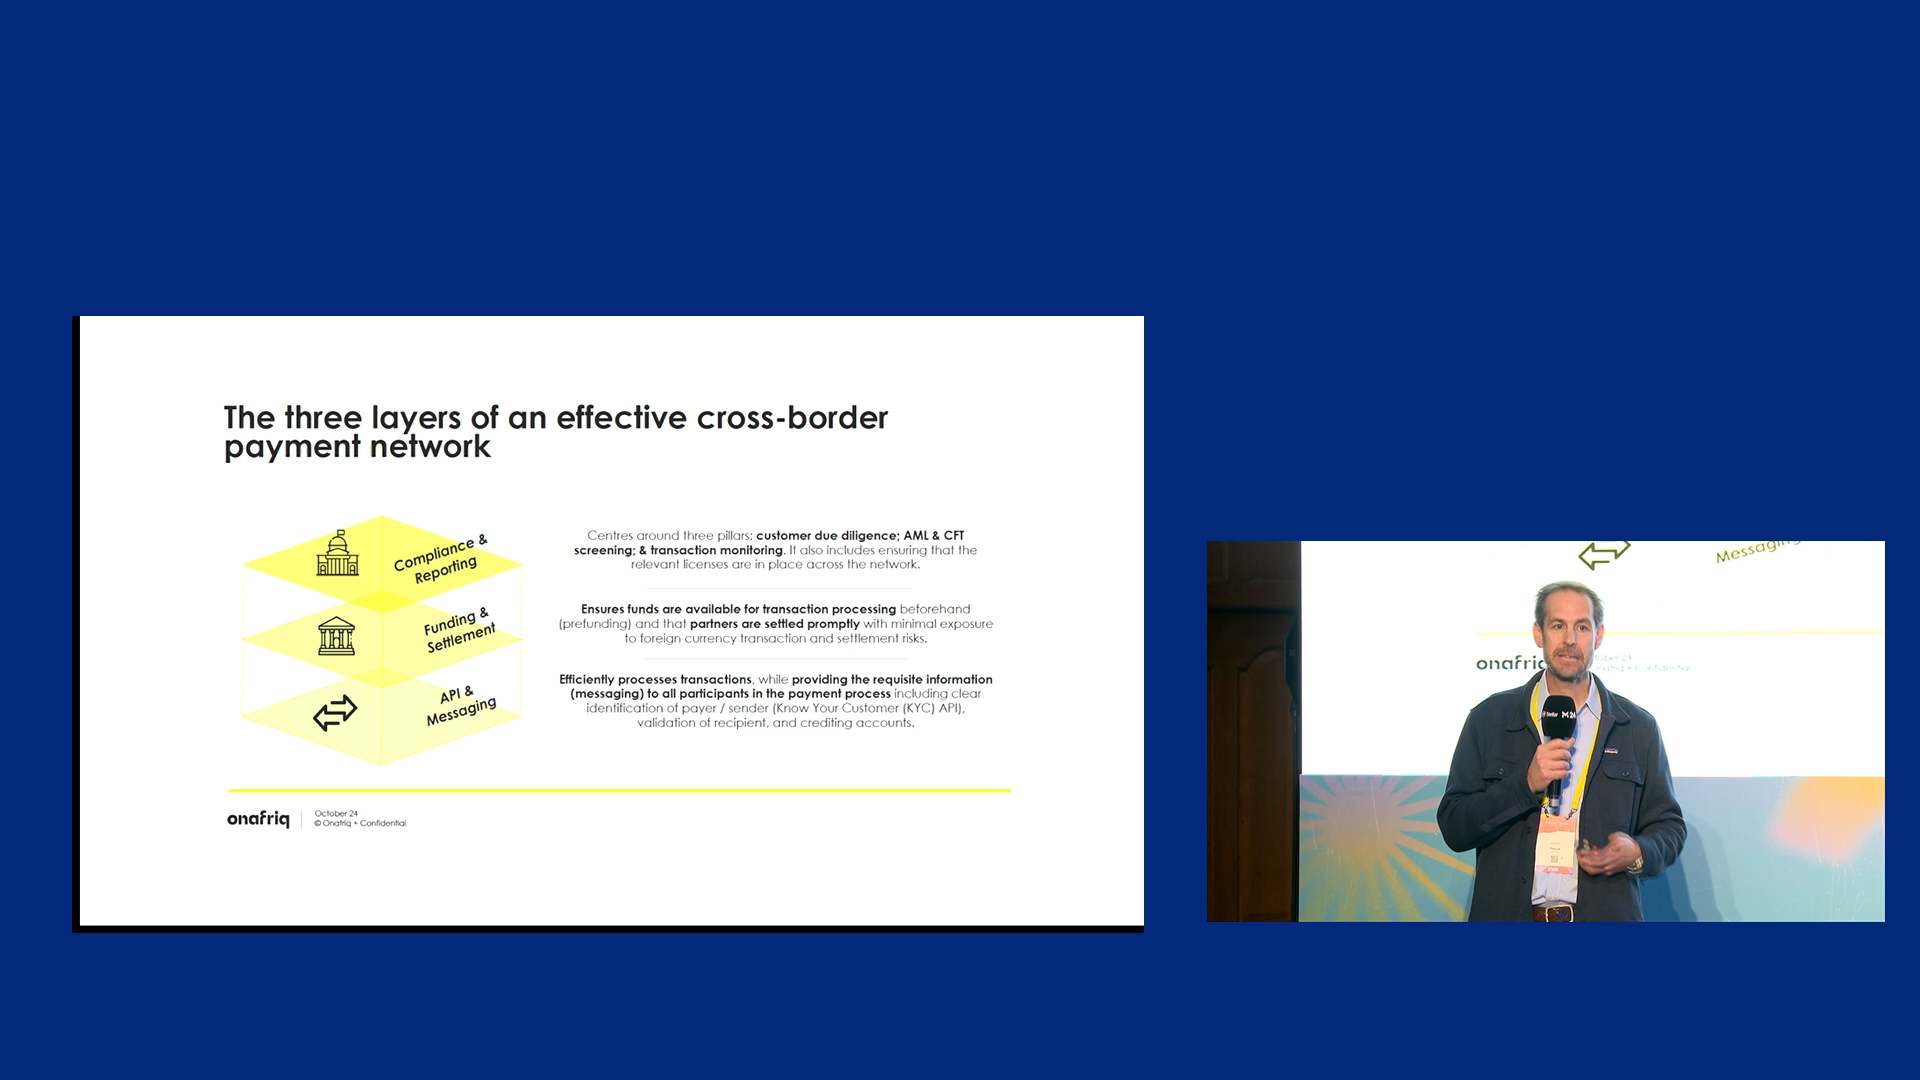 The three layers of an effective cross-border
payment network
Compliance &
Reporting
Centres around three pillars: customer due diligence; AML & CFT
screening; & transaction monitoring. It also includes ensuring that the
relevant licenses are in place across the network.
Funding &
Settlement
Ensures funds are available for transaction processing beforehand
(prefunding) and that partners are settled promptly with minimal exposure
to foreign currency transaction and settlement risks.
API &
Messaging
Efficiently processes transactions, while providing the requisite information
(messaging) to all participants in the payment process including clear
identification of payer / sender (Know Your Customer (KYC) API),
validation of recipient, and crediting accounts.
onafriq
October 24
© Onafriq + Confidential
Messaging
onafriq
24
Confidential
Stellar M 24